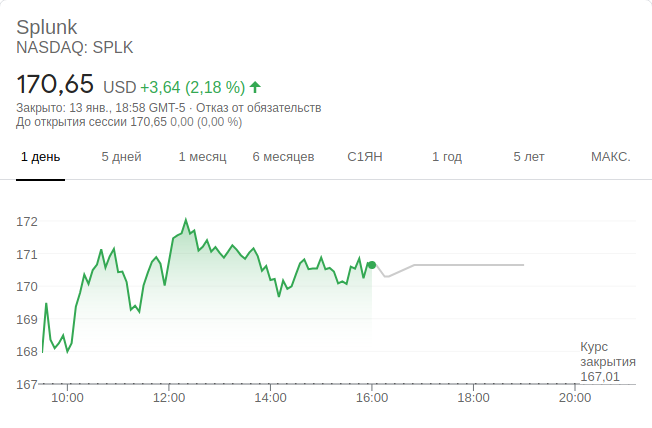 Splunk
NASDAQ: SPLK
170,65 USD +3,64 (2,18 %)
Закрыто: 13 янв., 18:58 GMT-5 · Отказ от обязательств
До открытия сессии 170,65 0,00 (0,00 %)
1 день 5 дней 1 месяц 6 месяцев С1ЯН 1 год 5 лет МАКС.
172
171
170
169
168
Курс
закрытия
167,01
167
10:00 12:00 14:00 16:00 18:00 20:00